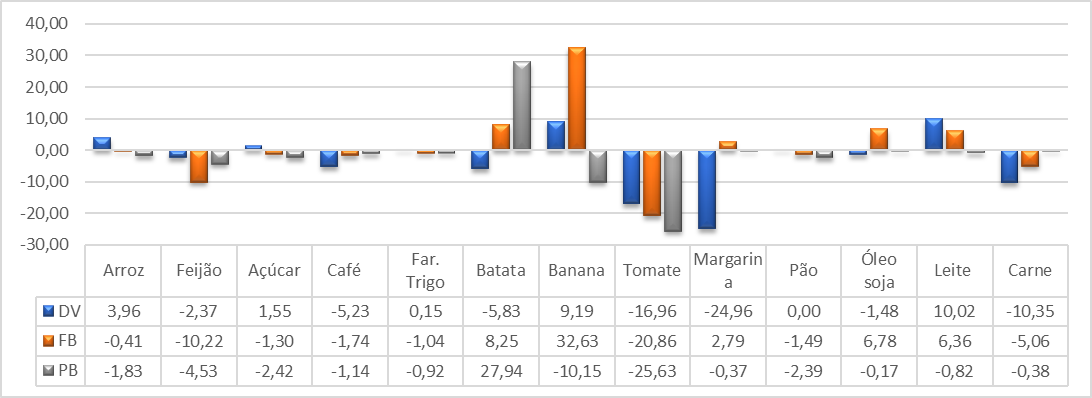 40,00
30,00
20,00
10,00
0,00
-10,00
-20,00
-30,00
Arroz Feijão Açúcar Café Far. Trigo Batata Banana Tomate Margarina Pão Óleo soja Leite Carne
DV 3,96 -2,37 1,55 -5,23 0,15 -5,83 9,19 -16,96 -24,96 0,00 -1,48 10,02 -10,35
FB -0,41 -10,22 -1,30 -1,74 -1,04 8,25 32,63 -20,86 2,79 -1,49 6,78 6,36 -5,06
PB -1,83 -4,53 -2,42 -1,14 -0,92 27,94 -10,15 -25,63 -0,37 -2,39 -0,17 -0,82 -0,38